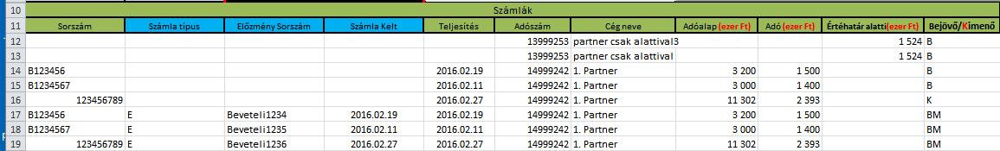 10 Számlák
11 Sorszám Számla típus Előzmény Sorszám Számla Kelt Teljesítés Adószám Cég neve Adóalap (ezer Ft) Adó (ezer Ft) Értéhatár alatti (ezer Ft) Bejövő/Kimenő
12 13999253 partner csak alattival3 1 524 B
13 13999253 partner csak alattival 1 524 B
14 B123456 2016.02.19 14999242 1. Partner 3 200 1 500 B
15 B1234567 2016.02.11 14999242 1. Partner 3 000 1 400 B
16 123456789 2016.02.27 14999242 1. Partner 11 302 2 393 K
17 B123456 E Beveteli1234 2016.02.19 2016.02.19 14999242 1. Partner 3 200 1 500 BM
18 B1234567 E Beveteli1235 2016.02.11 2016.02.11 14999242 1. Partner 3 000 1 400 BM
19 123456789 E Beveteli1236 2016.02.27 2016.02.27 14999242 1. Partner 11 302 2 393 BM